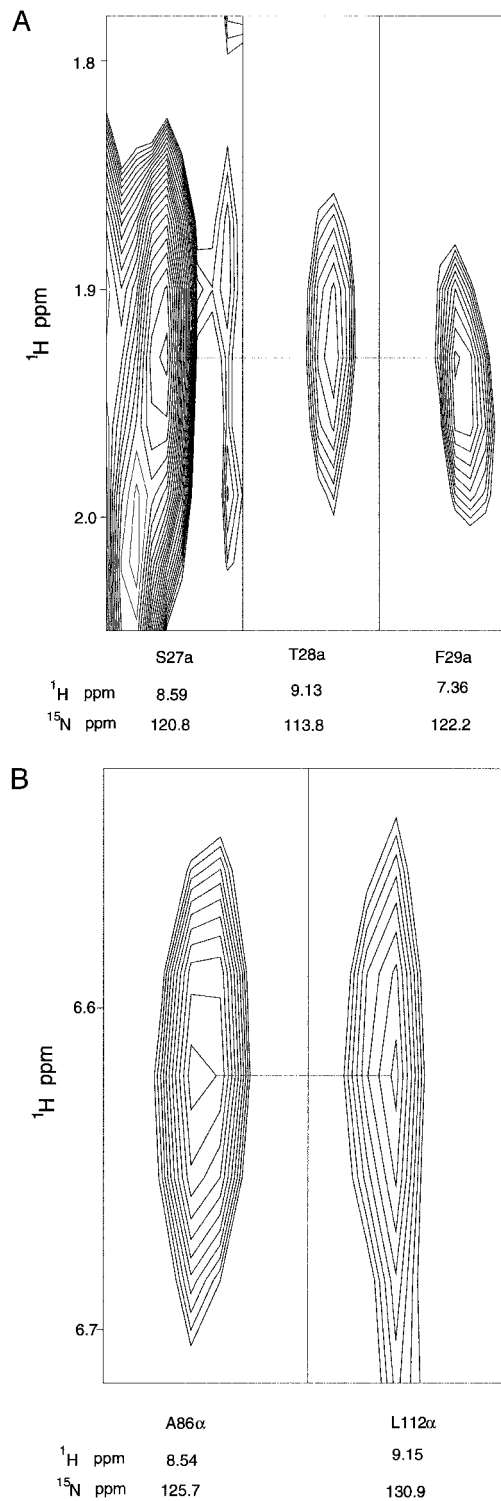 A
1.8
1.9
¹H ppm
2.0
S27a T28a F29a
¹H ppm 8.59 9.13 7.36
¹⁵N ppm 120.8 113.8 122.2
B
6.6
¹H ppm
6.7
A86α L112α
¹H ppm 8.54 9.15
¹⁵N ppm 125.7 130.9